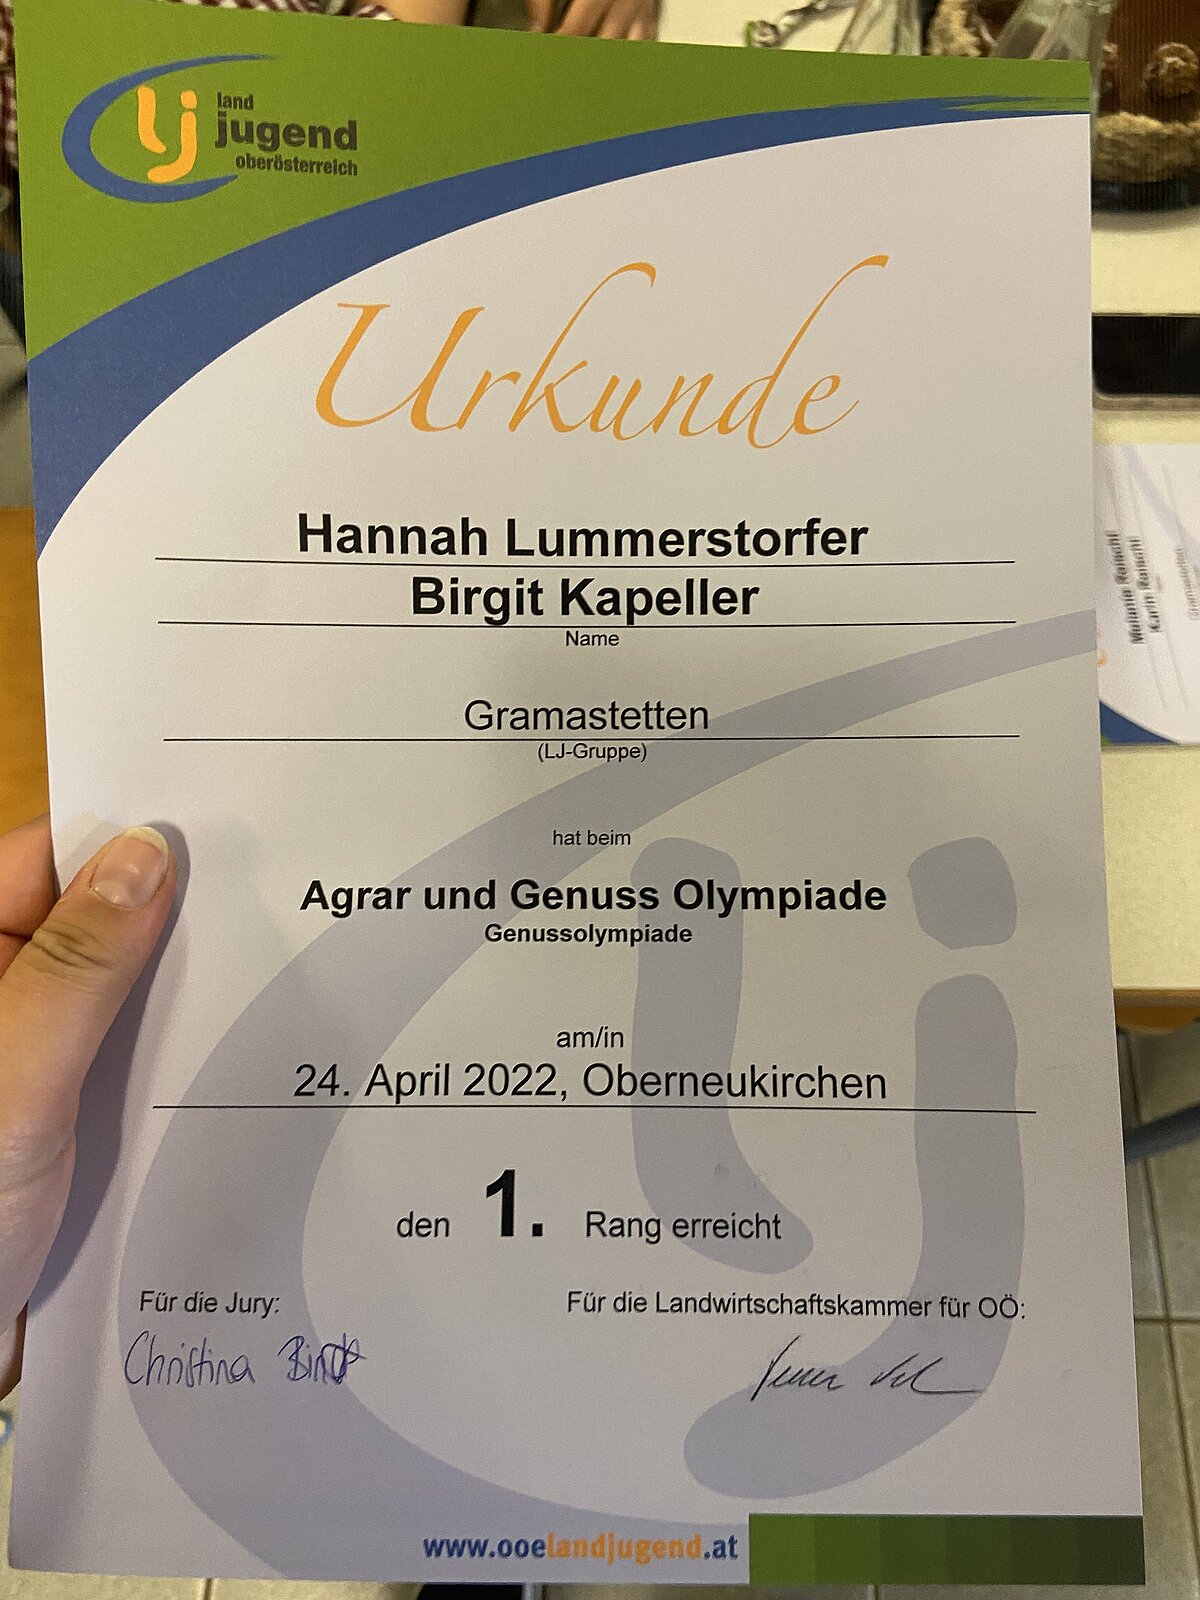 land
jugend
oberösterreich
Urkunde
Hannah Lummerstorfer
Birgit Kapeller
Name
Gramastetten
(LJ-Gruppe)
hat beim
Agrar und Genuss Olympiade
Genussolympiade
am/in
24. April 2022, Oberneukirchen
den 1. Rang erreicht
Für die Jury:
Für die Landwirtschaftskammer für OÖ:
Christina
www.ooelandjugend.at